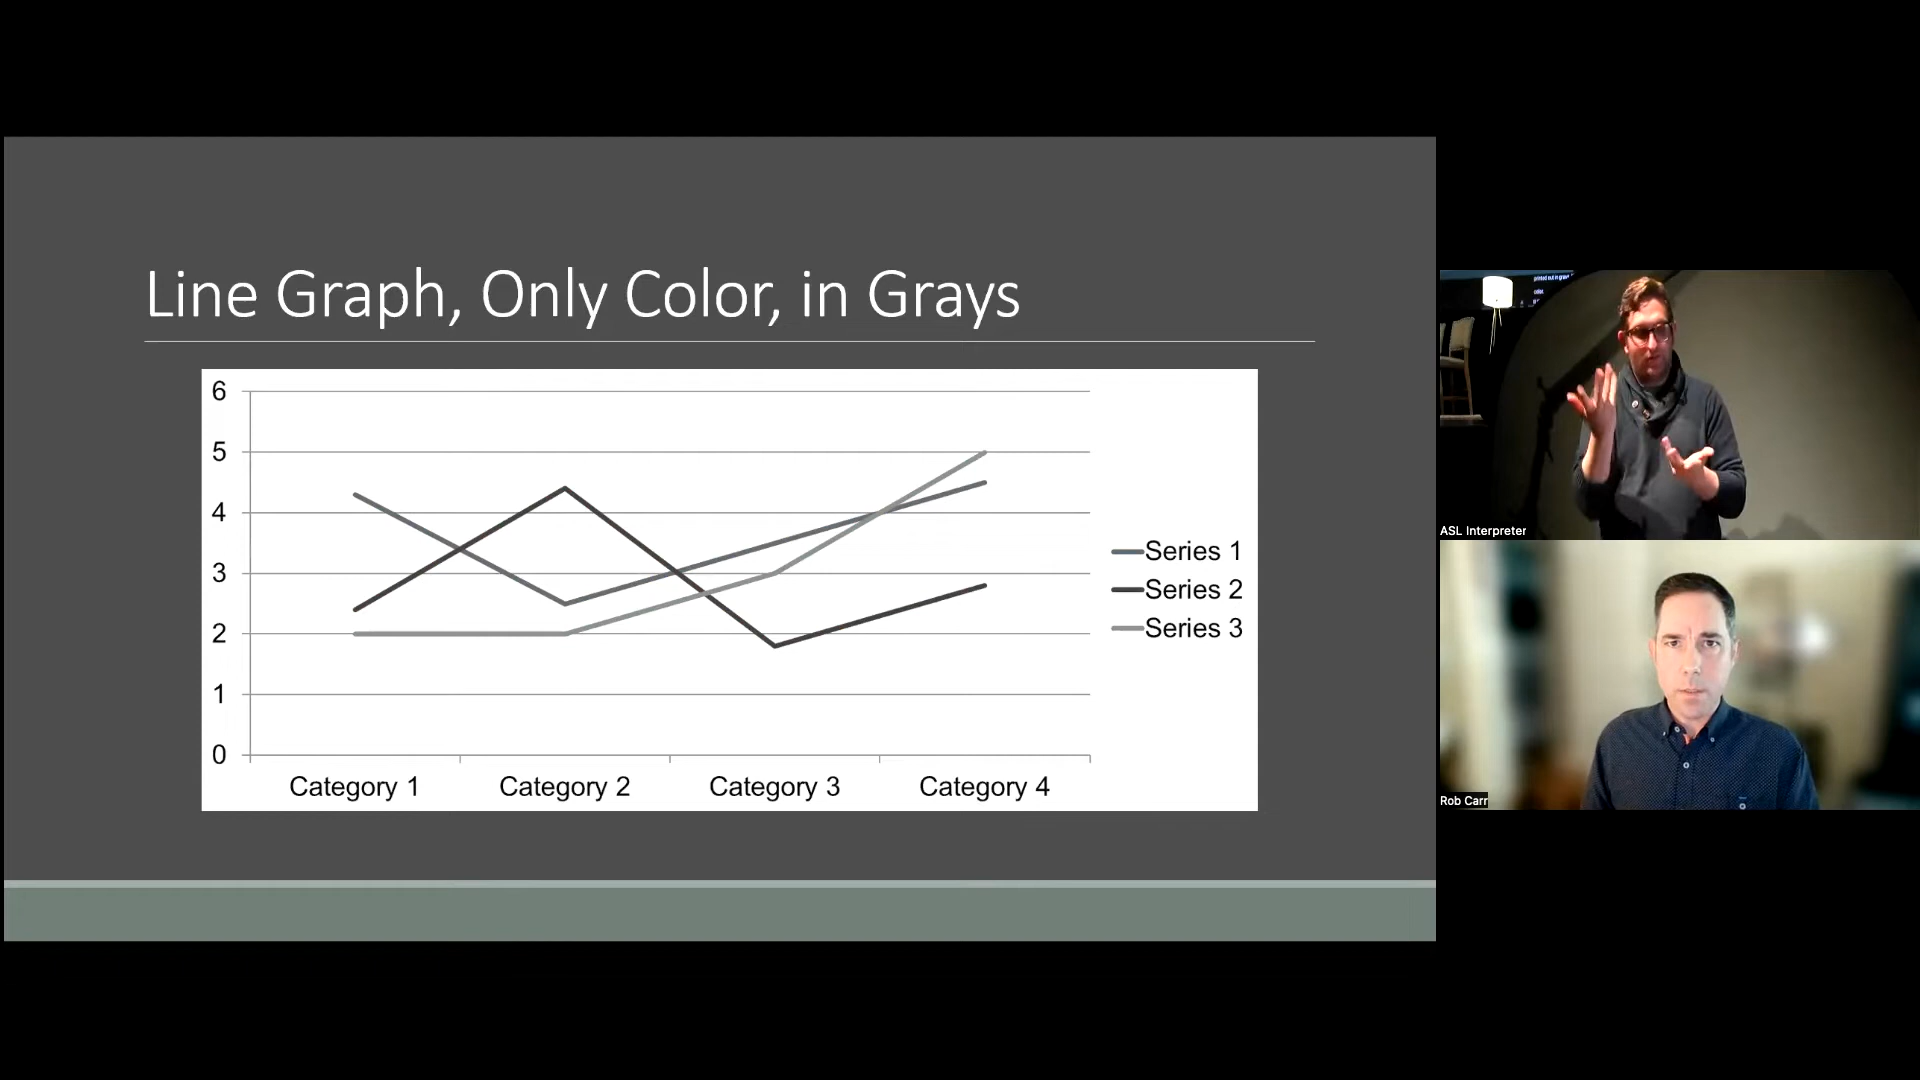 Line Graph, Only Color, in Grays
6
5
4
3
2
1
0
Category 1
Category 2
Category 3
Category 4
Series 1
Series 2
Series 3
color.
ASL Interpreter
Rob Carr